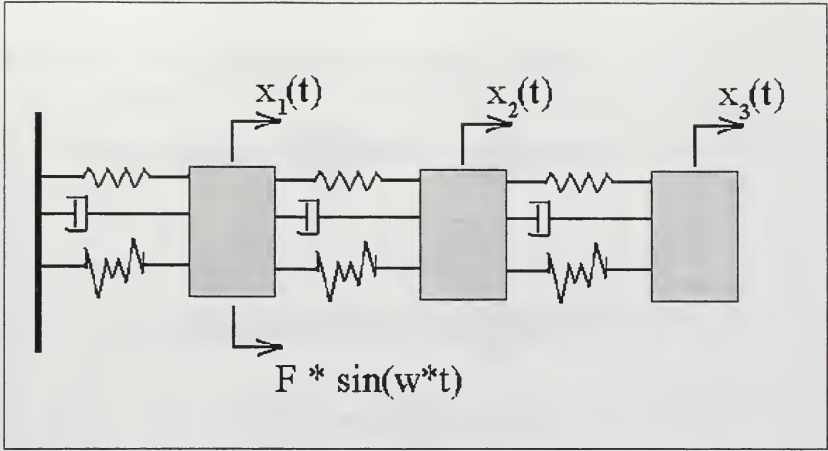 x₁(t)
x₂(t)
x₃(t)
F * sin(w*t)